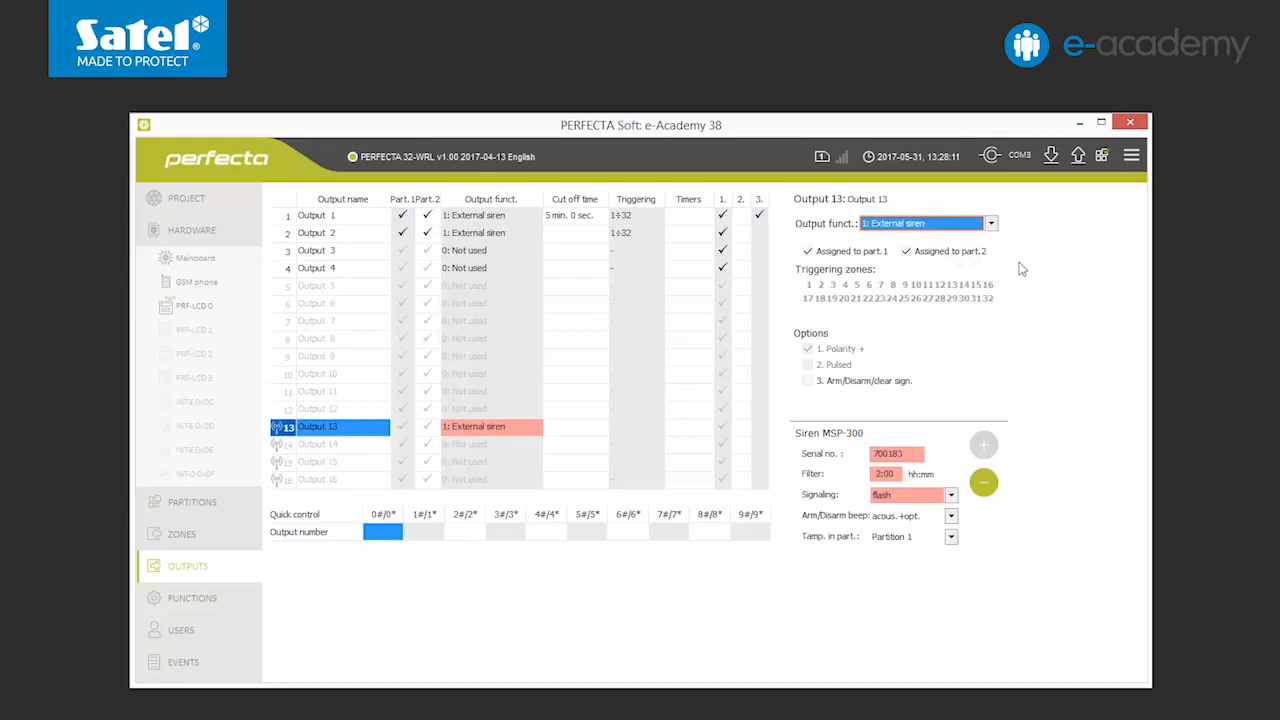 Satel®
MADE TO PROTECT
e-academy
PERFECTA Soft: e-Academy 38
perfecta
PERFECTA 32-WRL v1.00 2017-04-13 English
1
2017-05-31, 13:28:11
COM8
PROJECT
HARDWARE
Mainboard
GSM phone
PRF-LCD 0
PRF-LCD 1
PRF-LCD 2
PRF-LCD 3
PARTITIONS
ZONES
OUTPUTS
FUNCTIONS
USERS
EVENTS
Output name Part.1 Part.2 Output funct. Cut off time Triggering Timers 1. 2. 3.
1 Output 1 1: External siren 5 min. 0 sec. 1÷32
2 Output 2 1: External siren 1÷32
3 Output 3 0: Not used -
4 Output 4 0: Not used -
5 Output 5 0: Not used -
6 Output 6 0: Not used -
7 Output 7 0: Not used -
8 Output 8 0: Not used -
9 Output 9 0: Not used -
10 Output 10 0: Not used -
11 Output 11 0: Not used -
12 Output 12 0: Not used -
13 Output 13 1: External siren -
14 Output 14 0: Not used -
15 Output 15 0: Not used -
16 Output 16 0: Not used -
Quick control 0#/0* 1#/1* 2#/2* 3#/3* 4#/4* 5#/5* 6#/6* 7#/7* 8#/8* 9#/9*
Output number
Output 13: Output 13
Output funct.: 1: External siren
Assigned to part.1 Assigned to part.2
Triggering zones:
1 2 3 4 5 6 7 8 9 10 11 12 13 14 15 16
17 18 19 20 21 22 23 24 25 26 27 28 29 30 31 32
Options
1. Polarity +
2. Pulsed
3. Arm/Disarm/clear sign.
Siren MSP-300
Serial no. : 700183
Filter: 2:00 hh:mm
Signaling: flash
Arm/Disarm beep: acous.+opt.
Tamp. in part.: Partition 1